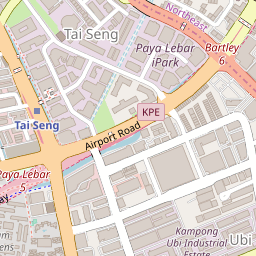 Northeast
Tai Seng
Paya Lebar
iPark
Bartley
6
H
KPE
Tai Seng
Airport Road
Paya Lebar
5
H
Kampong
Ubi Industrial
Estate
Ubi